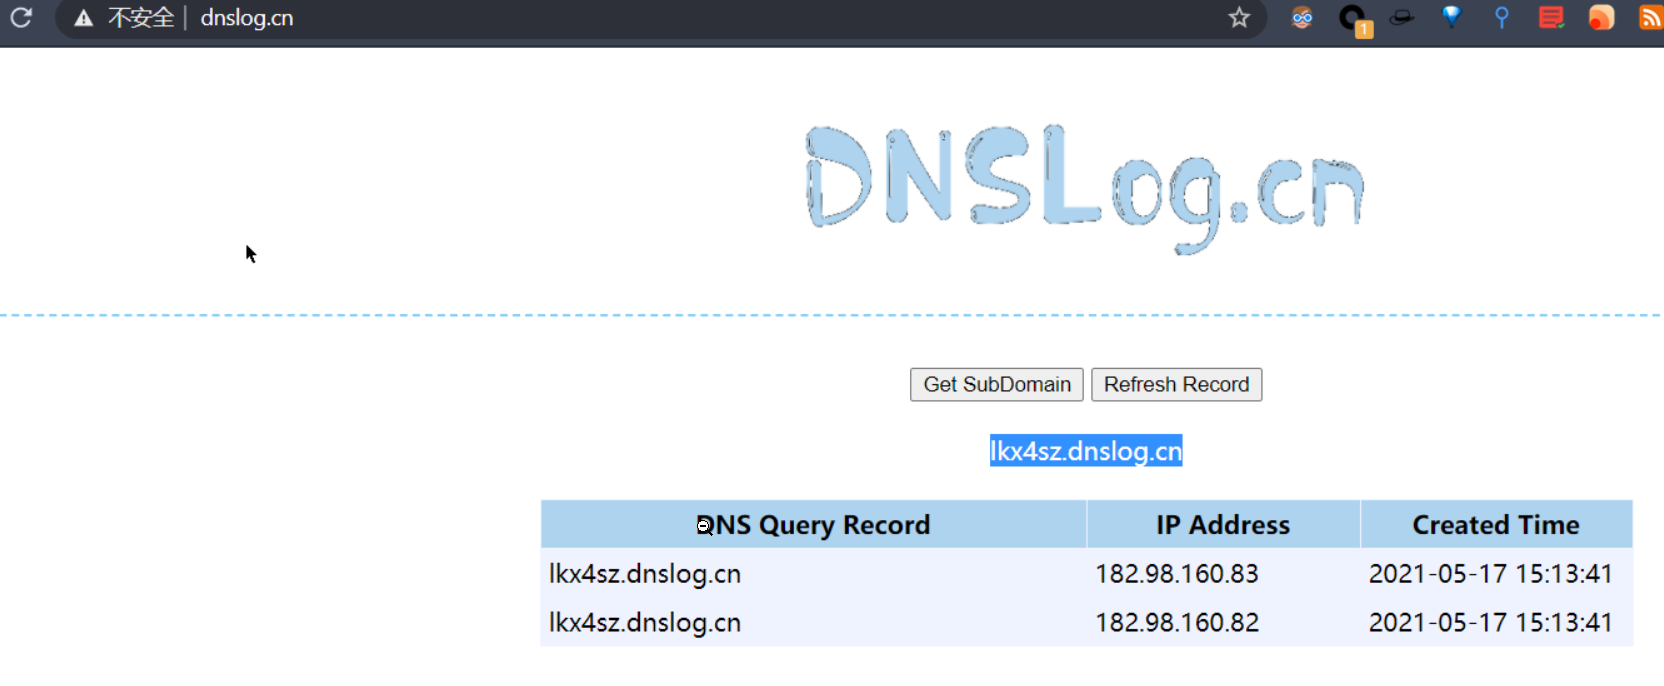 不安全 dnslog.cn
1
DNSLog.cn
Get SubDomain Refresh Record
lkx4sz.dnslog.cn
DNS Query Record IP Address Created Time
lkx4sz.dnslog.cn 182.98.160.83 2021-05-17 15:13:41
lkx4sz.dnslog.cn 182.98.160.82 2021-05-17 15:13:41